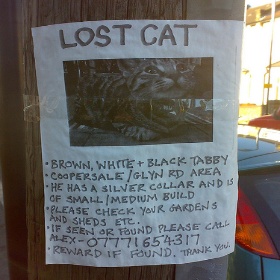 LOST CAT
• BROWN, WHITE + BLACK TABBY
• COOPERSALE / GLYN RD AREA
• HE HAS A SILVER COLLAR AND IS
OF SMALL / MEDIUM BUILD
• PLEASE CHECK YOUR GARDENS
AND SHEDS ETC.
• IF SEEN OR FOUND PLEASE CALL
ALEX - 07771654317
• REWARD IF FOUND. THANK YOU.